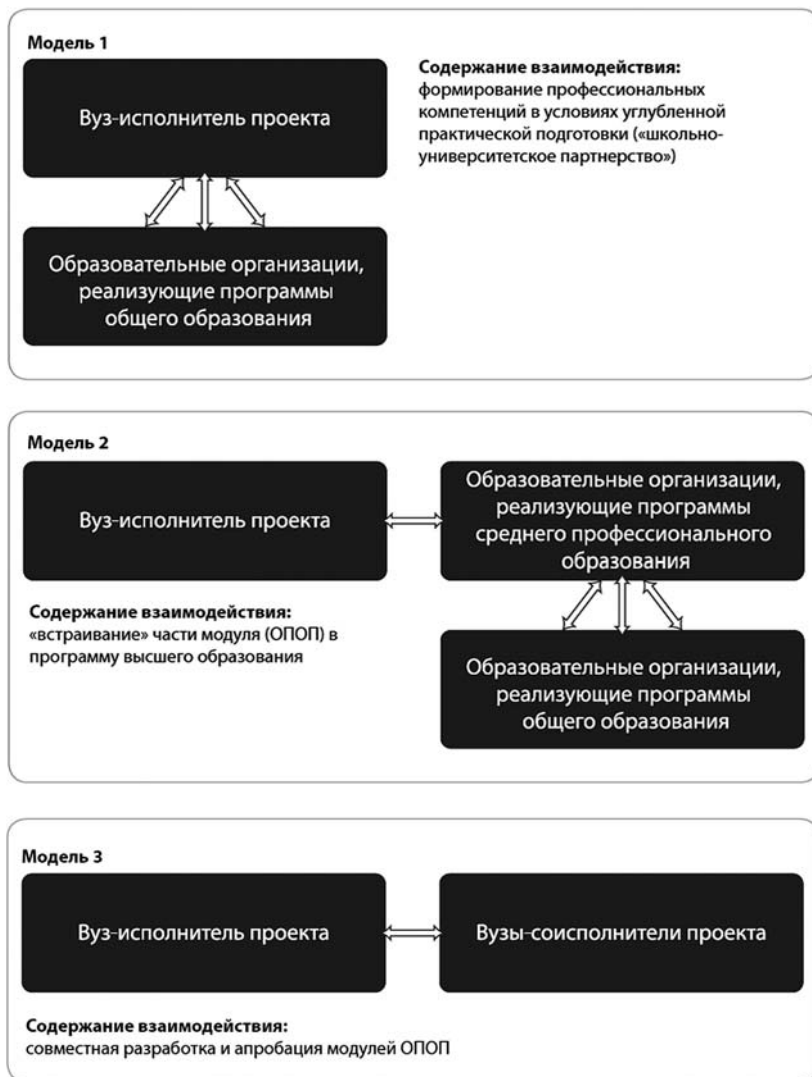 Модель 1
Вуз-исполнитель проекта
Содержание взаимодействия:
формирование профессиональных
компетенций в условиях углубленной
практической подготовки («школьно-
университетское партнерство»)
Образовательные организации,
реализующие программы
общего образования
Модель 2
Вуз-исполнитель проекта
Образовательные организации,
реализующие программы
среднего профессионального
образования
Содержание взаимодействия:
«встраивание» части модуля (ОПОП) в
программу высшего образования
Образовательные организации,
реализующие программы
общего образования
Модель 3
Вуз-исполнитель проекта
Вузы-соисполнители проекта
Содержание взаимодействия:
совместная разработка и апробация модулей ОПОП